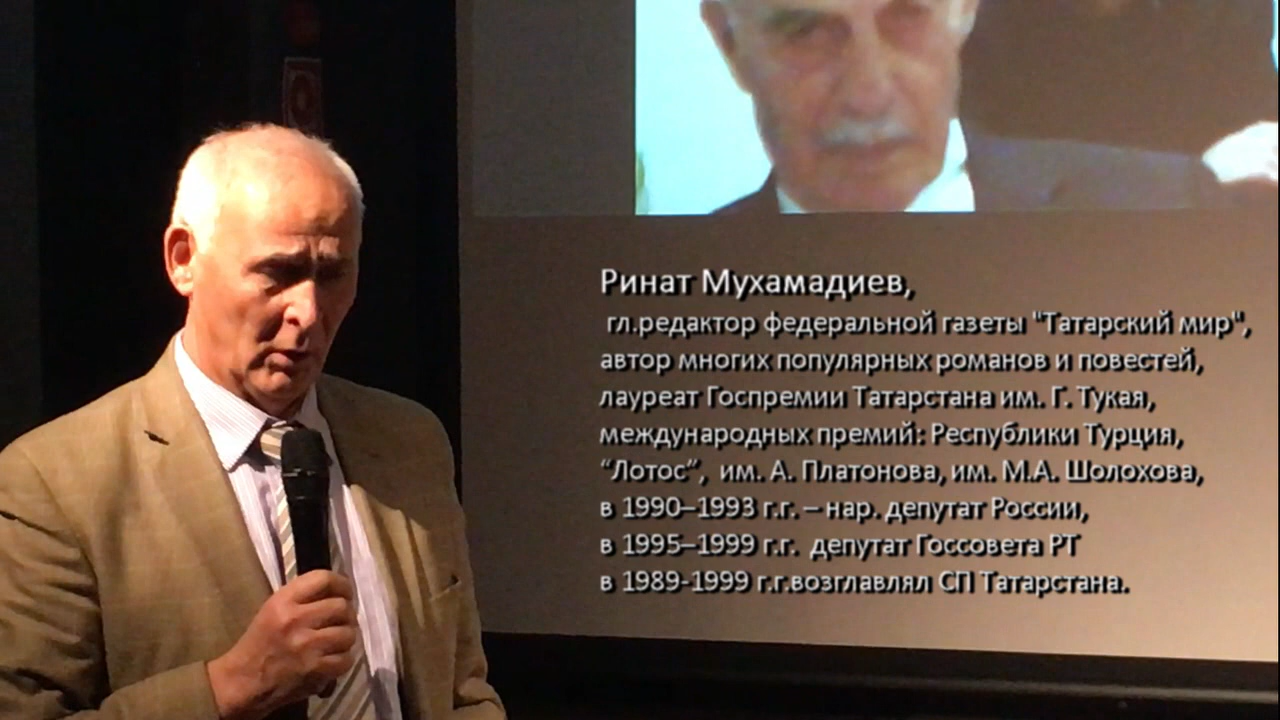 Ринат Мухамадиев,
гл.редактор федеральной газеты "Татарский мир",
автор многих популярных романов и повестей,
лауреат Госпремии Татарстана им. Г. Тукая,
международных премий: Республики Турция,
“Лотос”, им. А. Платонова, им. М.А. Шолохова,
в 1990–1993 г.г. – нар. депутат России,
в 1995–1999 г.г. депутат Госсовета РТ
в 1989-1999 г.г.возглавлял СП Татарстана.